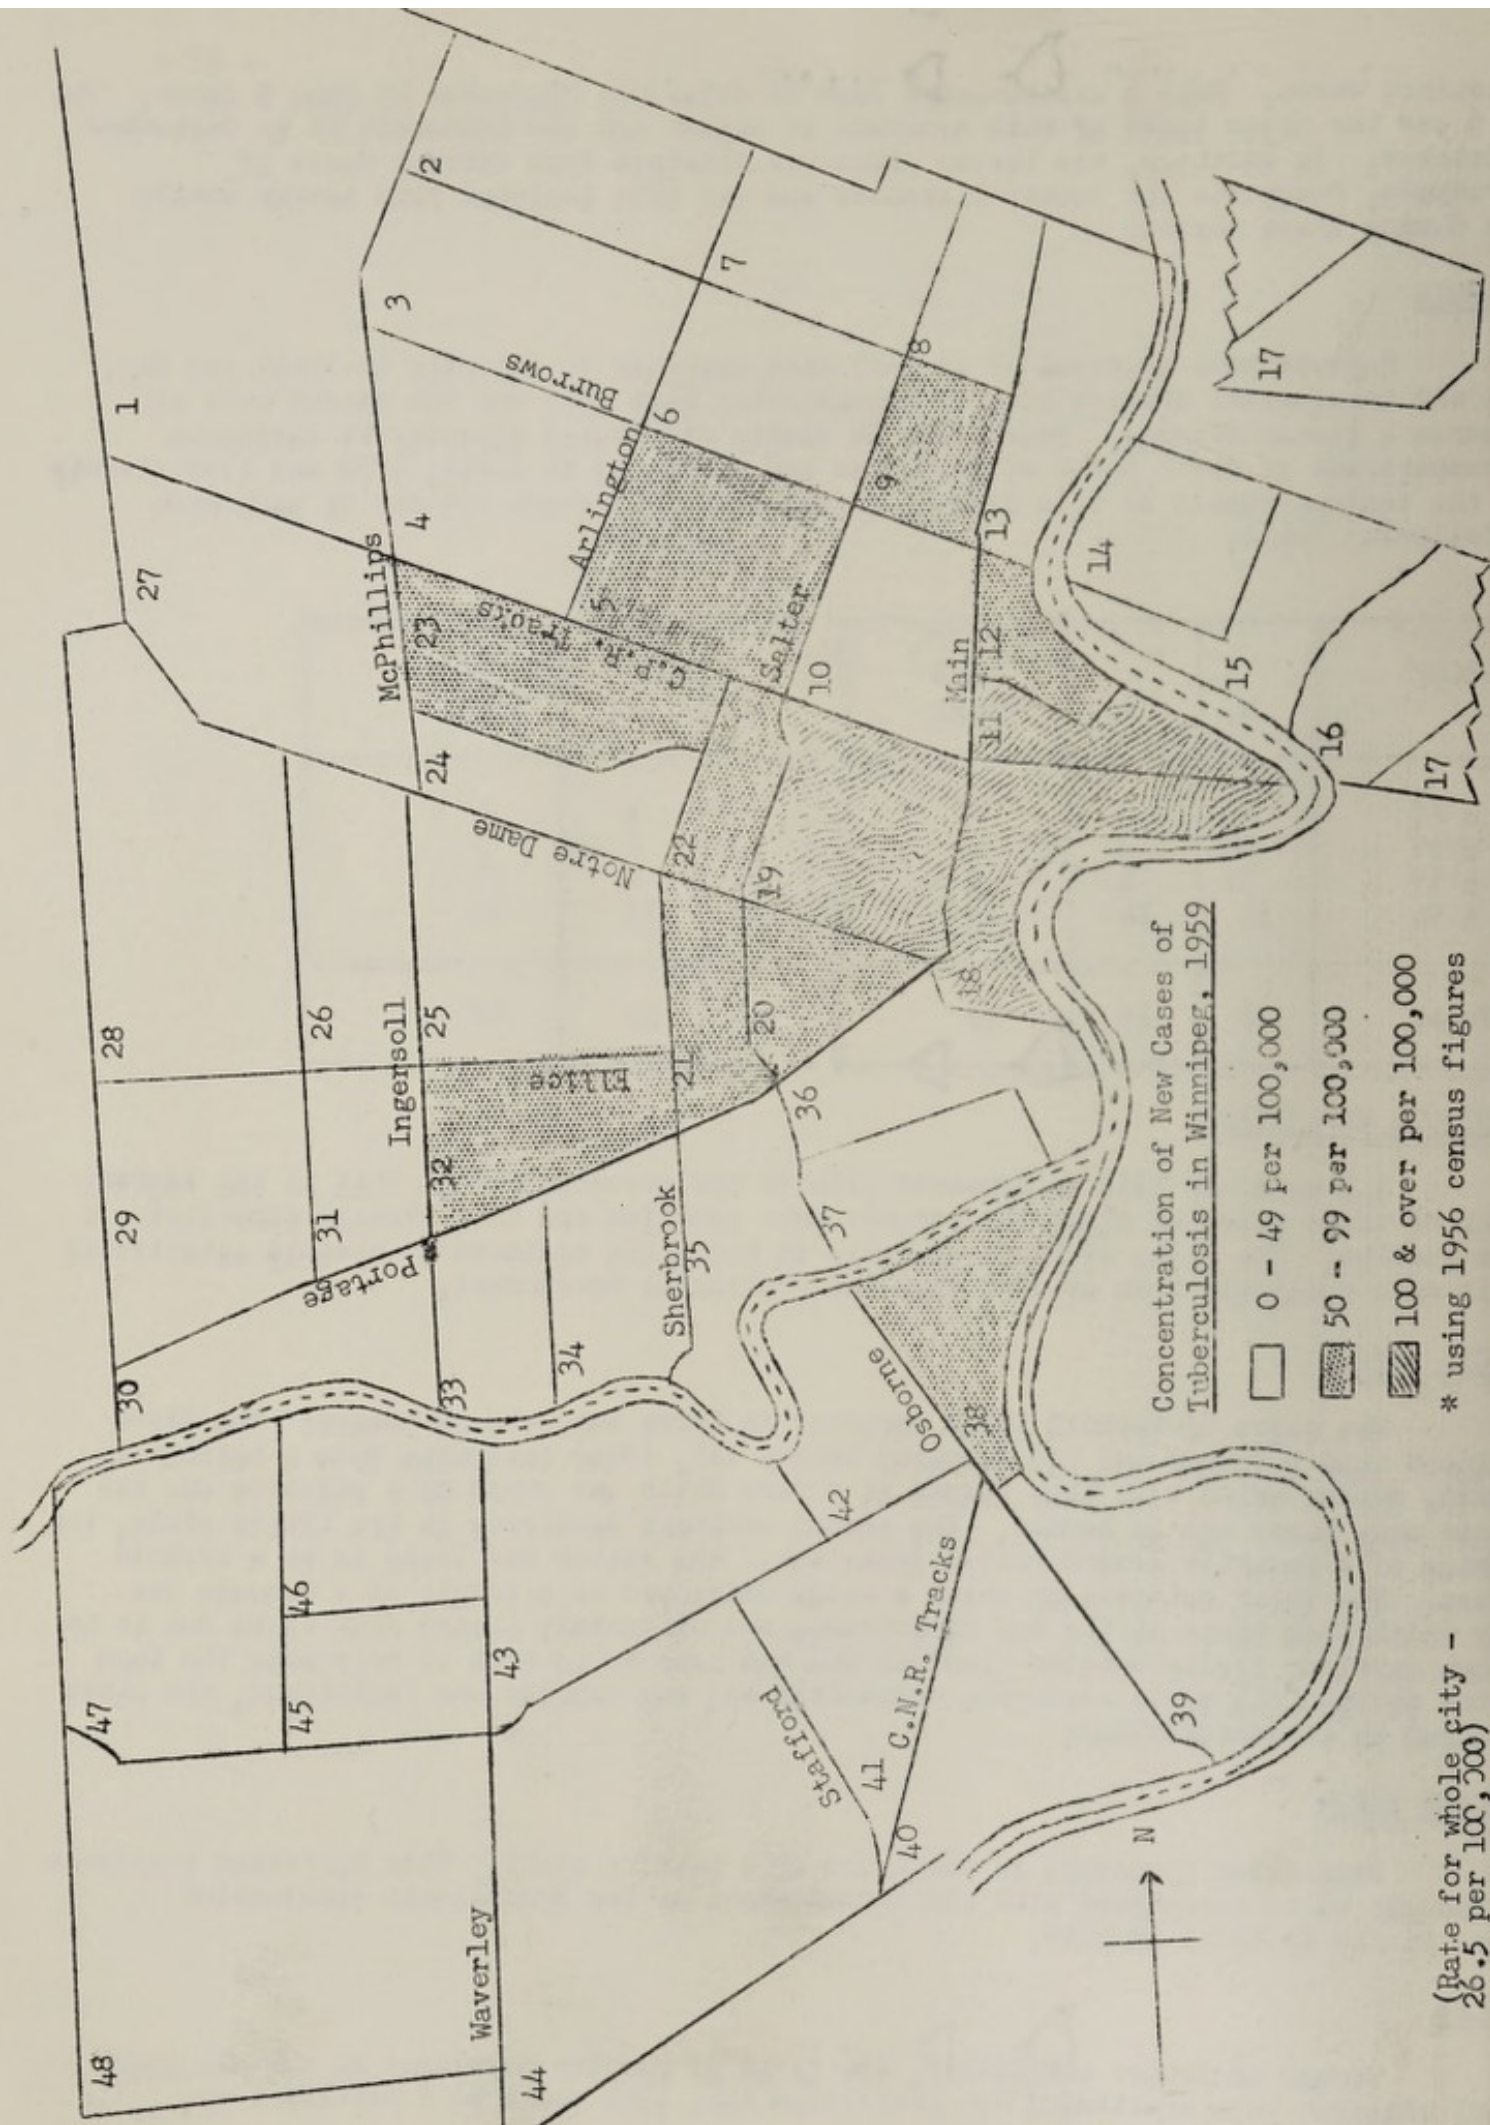 1
2
3
4
27
McPhillips
Burrows
Arlington
6
7
8
9
5
C.P.R. Tracks
23
24
Salter
10
13
14
Main
12
11
15
16
17
17
Notre Dame
22
19
18
20
21
Ellice
28
26
25
Ingersoll
29
31
32
Portage
30
33
34
35
Sherbrook
36
37
38
Osborne
42
C.N.R. Tracks
Stafford
41
40
39
43
46
45
47
48
44
Waverley
N
Concentration of New Cases of
Tuberculosis in Winnipeg, 1959
0 - 49 per 100,000
50 -- 99 per 100,000
100 & over per 100,000
* using 1956 census figures
(Rate for whole city -
26.5 per 100,000)